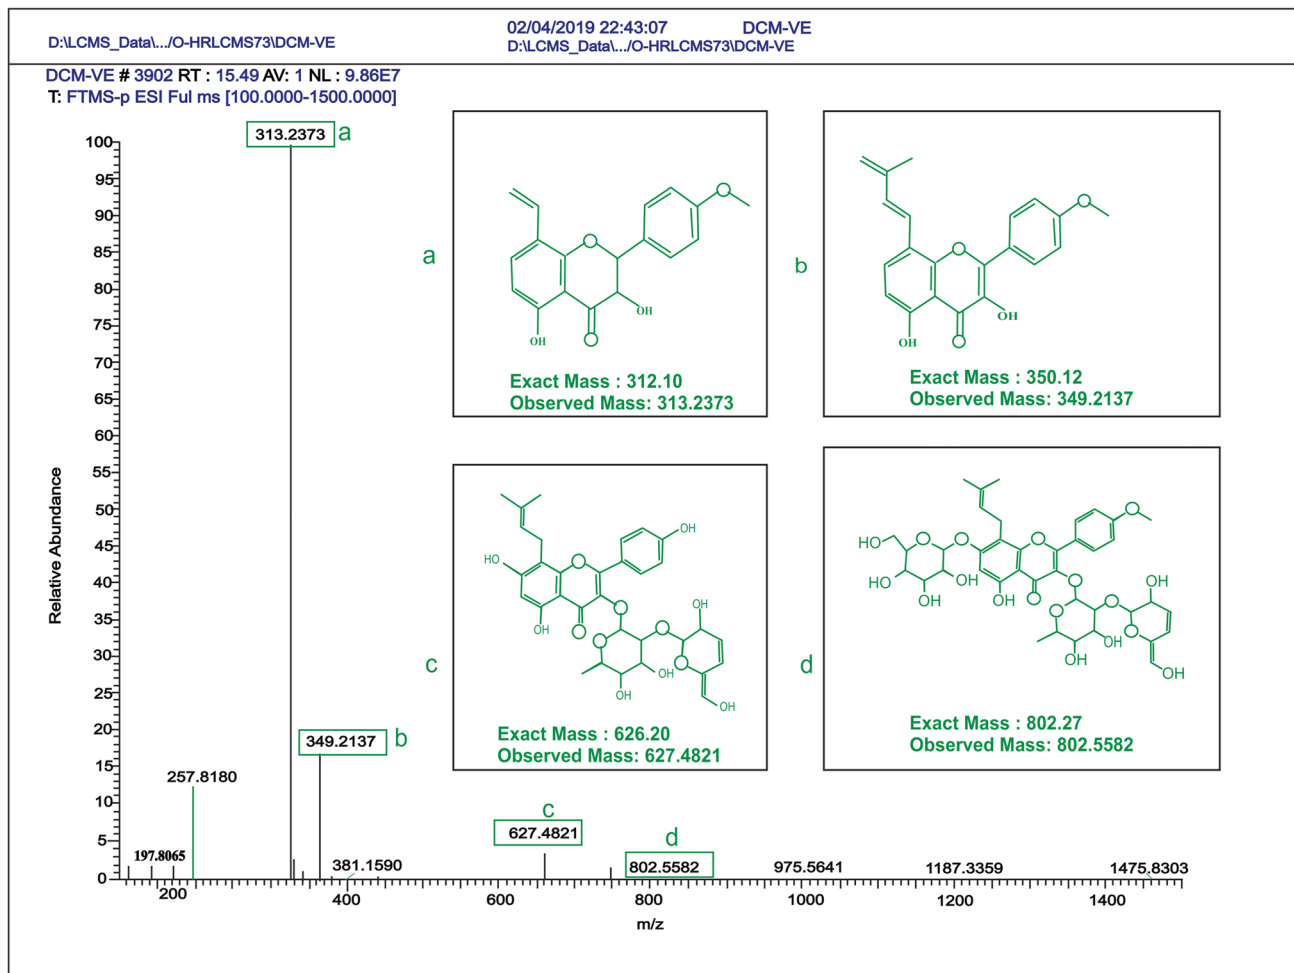 02/04/2019 22:43:07 DCM-VE
D:\LCMS_Data\.../O-HRLCMS73\DCM-VE D:\LCMS_Data\.../O-HRLCMS73\DCM-VE
DCM-VE # 3902 RT : 15.49 AV: 1 NL : 9.86E7
T: FTMS-p ESI Ful ms [100.0000-1500.0000]
313.2373 a
100
95
90
85
80
75
70
65
60
55
50
45
40
35
30
25
20
15
10
5
0
Relative Abundance
349.2137 b
257.8180
197.8065
381.1590
c
627.4821
d
802.5582
975.5641
1187.3359
1475.8303
200 400 600 800 1000 1200 1400
m/z
a
O
O
OH
O
OH
Exact Mass : 312.10
Observed Mass: 313.2373
b
O
O
OH
O
OH
Exact Mass : 350.12
Observed Mass: 349.2137
c
OH
HO
O
O
OH
O
OH
O
O
O
OH
OH
OH
Exact Mass : 626.20
Observed Mass: 627.4821
d
O
HO
O
O
O
HO
OH
OH
OH
O
O
OH
O
O
O
OH
OH
OH
Exact Mass : 802.27
Observed Mass: 802.5582